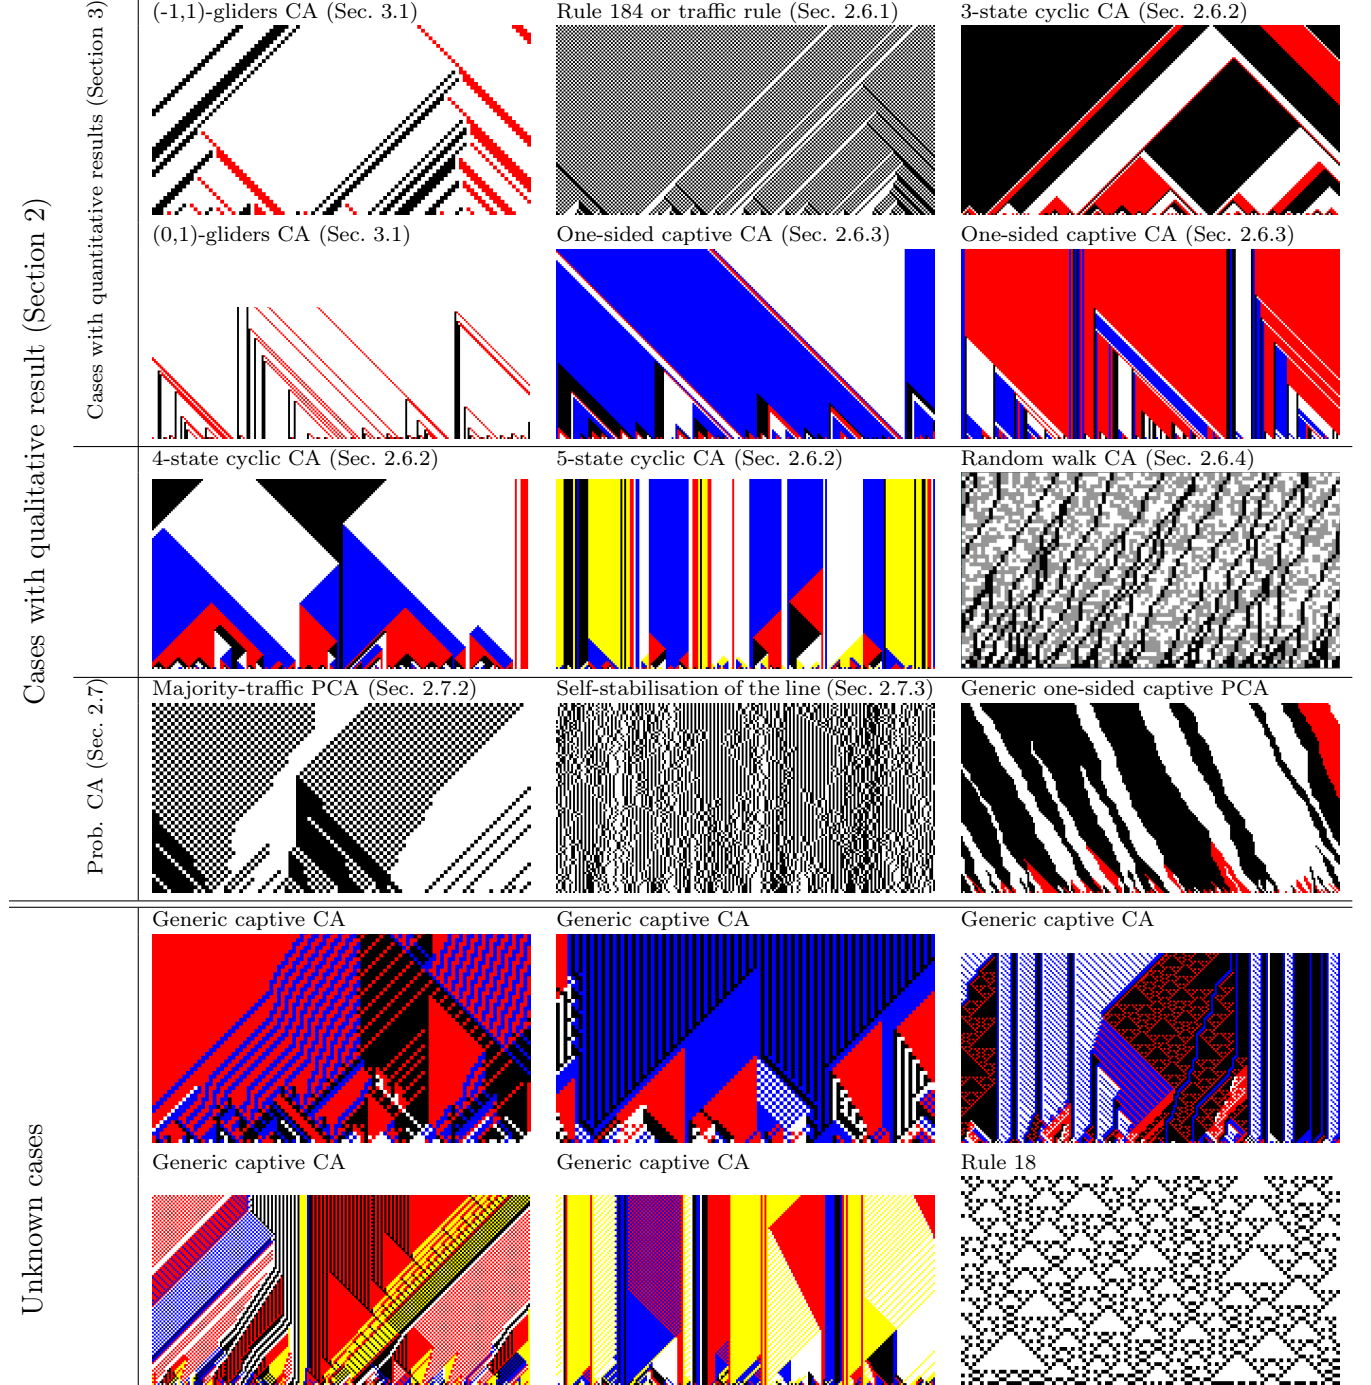 Cases with qualitative result (Section 2)
Cases with quantitative results (Section 3)
(-1,1)-gliders CA (Sec. 3.1)
Rule 184 or traffic rule (Sec. 2.6.1)
3-state cyclic CA (Sec. 2.6.2)
(0,1)-gliders CA (Sec. 3.1)
One-sided captive CA (Sec. 2.6.3)
One-sided captive CA (Sec. 2.6.3)
4-state cyclic CA (Sec. 2.6.2)
5-state cyclic CA (Sec. 2.6.2)
Random walk CA (Sec. 2.6.4)
Prob. CA (Sec. 2.7)
Majority-traffic PCA (Sec. 2.7.2)
Self-stabilisation of the line (Sec. 2.7.3)
Generic one-sided captive PCA
Unknown cases
Generic captive CA
Generic captive CA
Generic captive CA
Generic captive CA
Generic captive CA
Rule 18